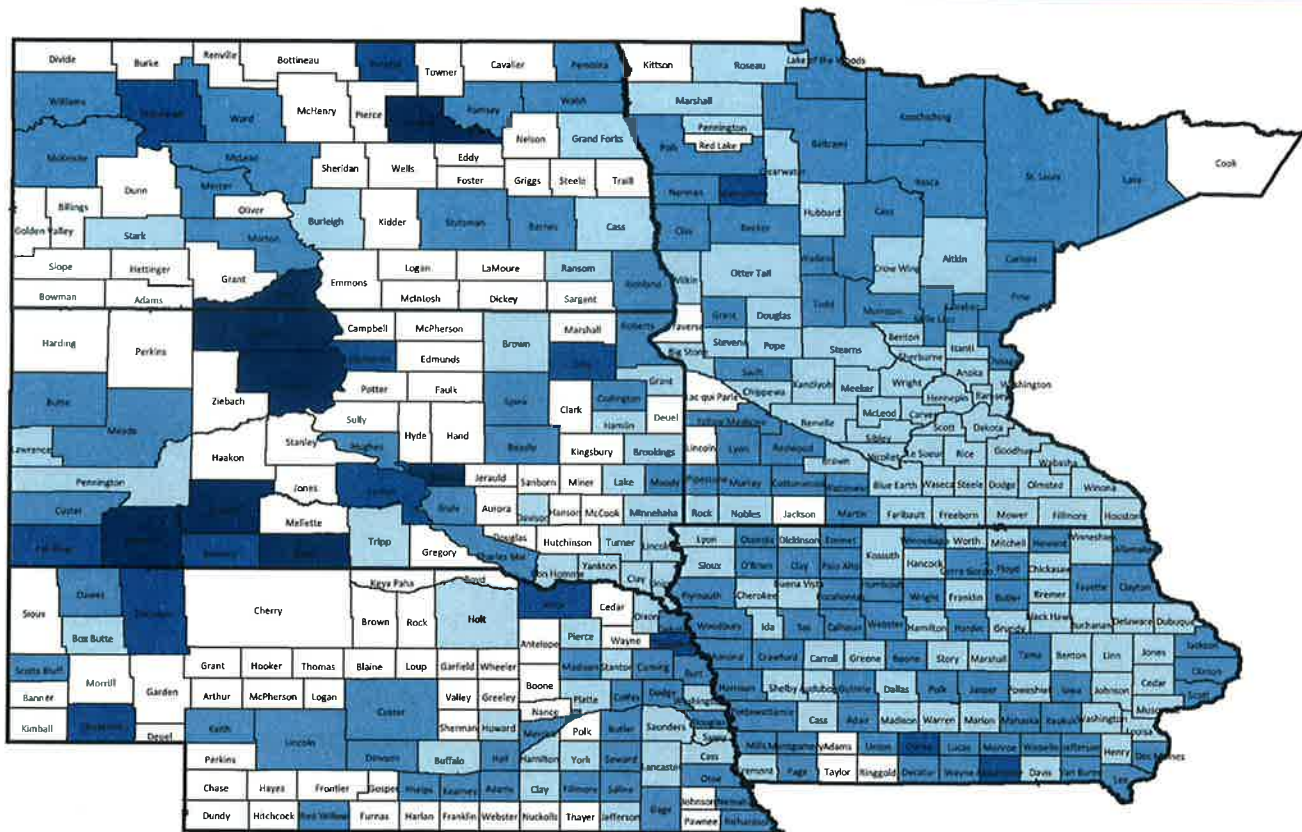 Divide
Burke
Renville
Bottineau
Towner
Cavalier
Pembina
Kittson
Roseau
Lake of the Woods
Williams
Ward
McHenry
Pierce
Ramsey
Walsh
Marshall
Koochiching
Nelson
Grand Forks
Pennington
Red Lake
Polk
Beltrami
Cook
McKenzie
McLean
Sheridan
Wells
Eddy
Foster
Griggs
Steele
Traill
Clearwater
Itasca
St. Louis
Lake
Dunn
Mercer
Oliver
Norman
Hubbard
Cass
Billings
Golden Valley
Stark
Morton
Burleigh
Kidder
Stutsman
Barnes
Cass
Clay
Becker
Aitkin
Slope
Hettinger
Grant
Emmons
Logan
LaMoure
Ransom
Richland
Otter Tail
Wadena
Crow Wing
Carlton
Bowman
Adams
McIntosh
Dickey
Sargent
Grant
Douglas
Todd
Morrison
Mille Lacs
Pine
Harding
Perkins
Campbell
McPherson
Brown
Marshall
Roberts
Stevens
Pope
Stearns
Benton
Sherburne
Isanti
Edmunds
Big Stone
Swift
Anoka
Washington
Ziebach
Potter
Faulk
Grant
Lac qui Parle
Chippewa
Kandiyohi
Meeker
Wright
Hennepin
Ramsey
Butte
Meade
Sully
Hyde
Hand
Spink
Clark
Codington
Hamlin
Deuel
Yellow Medicine
Renville
McLeod
Carver
Scott
Dakota
Lawrence
Haakon
Stanley
Hughes
Beadle
Kingsbury
Brookings
Lincoln
Lyon
Redwood
Brown
Sibley
Nicollet
Le Sueur
Rice
Goodhue
Wabasha
Pennington
Jones
Jerauld
Sanborn
Miner
Lake
Moody
Pipestone
Murray
Cottonwood
Watonwan
Blue Earth
Waseca
Steele
Dodge
Olmsted
Winona
Custer
Mellette
Brule
Aurora
Davison
Hanson
McCook
Minnehaha
Rock
Nobles
Jackson
Martin
Faribault
Freeborn
Mower
Fillmore
Houston
Tripp
Gregory
Charles Mix
Douglas
Hutchinson
Turner
Lincoln
Yankton
Clay
Lyon
Osceola
Dickinson
Emmet
Kossuth
Winnebago
Worth
Mitchell
Howard
Allamakee
Sioux
O'Brien
Clay
Palo Alto
Hancock
Cerro Gordo
Floyd
Chickasaw
Fayette
Clayton
Sioux
Dawes
Sheridan
Cherry
Keya Paha
Boyd
Brown
Rock
Holt
Knox
Cedar
Dixon
Plymouth
Cherokee
Buena Vista
Pocahontas
Humboldt
Wright
Franklin
Butler
Bremer
Box Butte
Antelope
Pierce
Wayne
Woodbury
Ida
Sac
Calhoun
Webster
Hamilton
Hardin
Grundy
Black Hawk
Buchanan
Delaware
Dubuque
Scotts Bluff
Banner
Morrill
Garden
Grant
Hooker
Thomas
Blaine
Loup
Garfield
Wheeler
Boone
Madison
Stanton
Cuming
Burt
Monona
Crawford
Carroll
Greene
Boone
Story
Marshall
Tama
Benton
Linn
Jones
Jackson
Kimball
Cheyenne
Deuel
Arthur
McPherson
Logan
Valley
Greeley
Nance
Platte
Colfax
Dodge
Washington
Harrison
Shelby
Audubon
Guthrie
Dallas
Polk
Jasper
Poweshiek
Iowa
Johnson
Cedar
Clinton
Scott
Keith
Lincoln
Custer
Sherman
Howard
Polk
Butler
Saunders
Cass
Adair
Madison
Warren
Marion
Mahaska
Keokuk
Washington
Louisa
Perkins
Dawson
Buffalo
Hall
Hamilton
York
Seward
Lancaster
Cass
Otoe
Mills
Montgomery
Adams
Union
Clarke
Lucas
Monroe
Wapello
Jefferson
Henry
Des Moines
Chase
Hayes
Frontier
Gosper
Phelps
Kearney
Adams
Clay
Fillmore
Saline
Fremont
Page
Taylor
Ringgold
Decatur
Wayne
Davis
Van Buren
Lee
Dundy
Hitchcock
Red Willow
Furnas
Harlan
Franklin
Webster
Nuckolls
Thayer
Jefferson
Gage
Johnson
Pawnee
Richardson